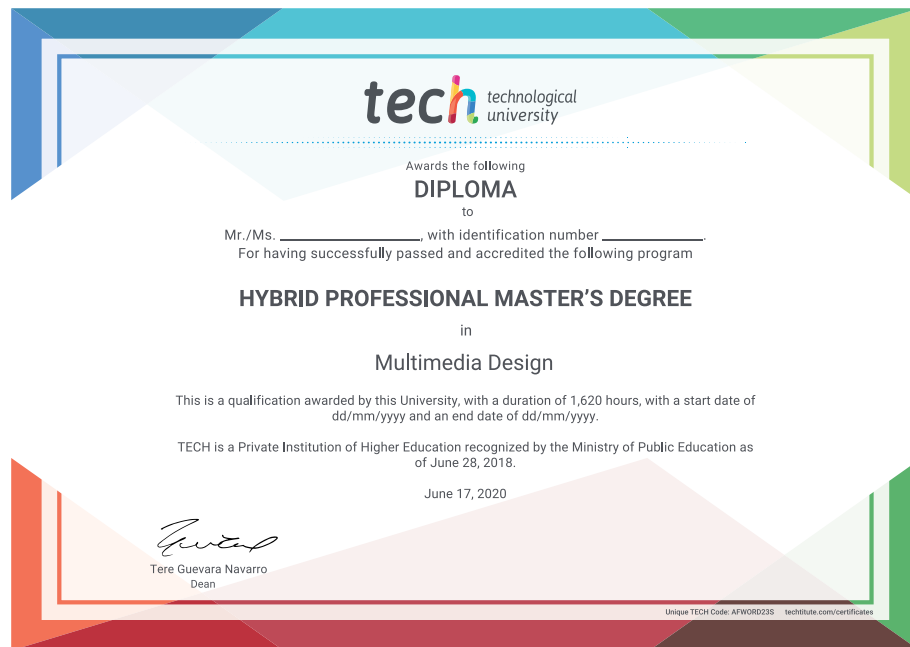 tech technological
university
Awards the following
DIPLOMA
to
Mr./Ms. ________________, with identification number ____________.
For having successfully passed and accredited the following program
HYBRID PROFESSIONAL MASTER'S DEGREE
in
Multimedia Design
This is a qualification awarded by this University, with a duration of 1,620 hours, with a start date of
dd/mm/yyyy and an end date of dd/mm/yyyy.
TECH is a Private Institution of Higher Education recognized by the Ministry of Public Education as
of June 28, 2018.
June 17, 2020
Tere Guevara Navarro
Dean
Unique TECH Code: AFWORD23S techtitute.com/certificates